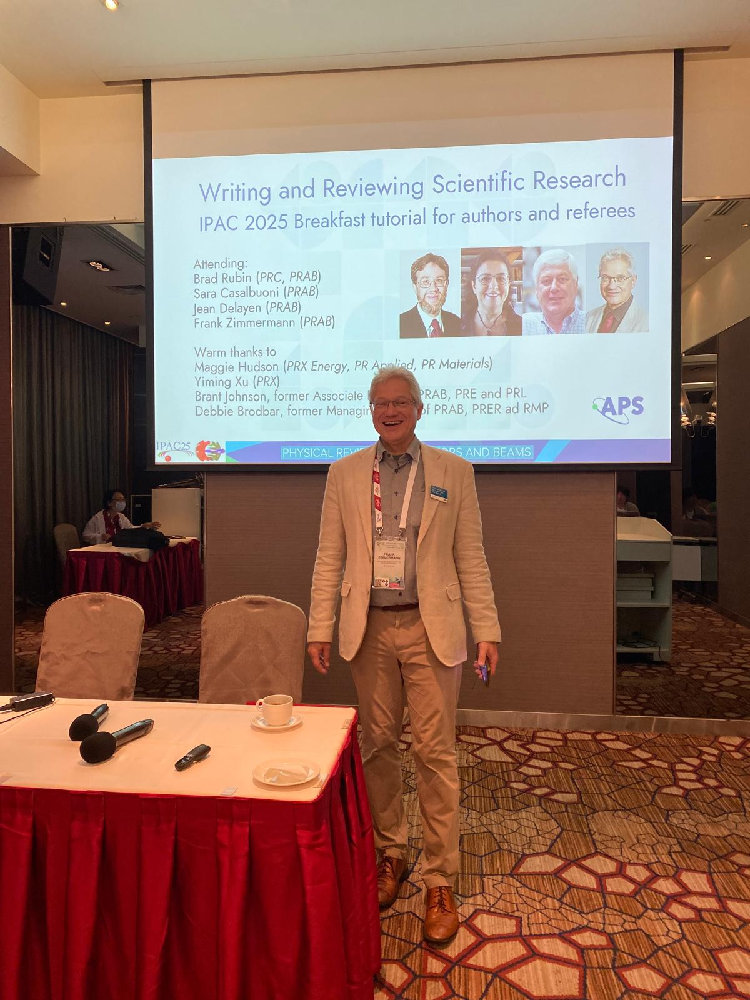 Writing and Reviewing Scientific Research
IPAC 2025 Breakfast tutorial for authors and referees
Attending:
Brad Rubin (PRC, PRAB)
Sara Casalbuoni (PRAB)
Jean Delayen (PRAB)
Frank Zimmermann (PRAB)
Warm thanks to
Maggie Hudson (PRX Energy, PR Applied, PR Materials)
Yiming Xu (PRX)
Brant Johnson, former Associate PRAB, PRE and PRL
Debbie Brodbar, former Managin of PRAB, PRER ad RMP
APS
IPAC25
PHYSICAL REVI ORS AND BEAMS
FRANK
ZIMMERMANN